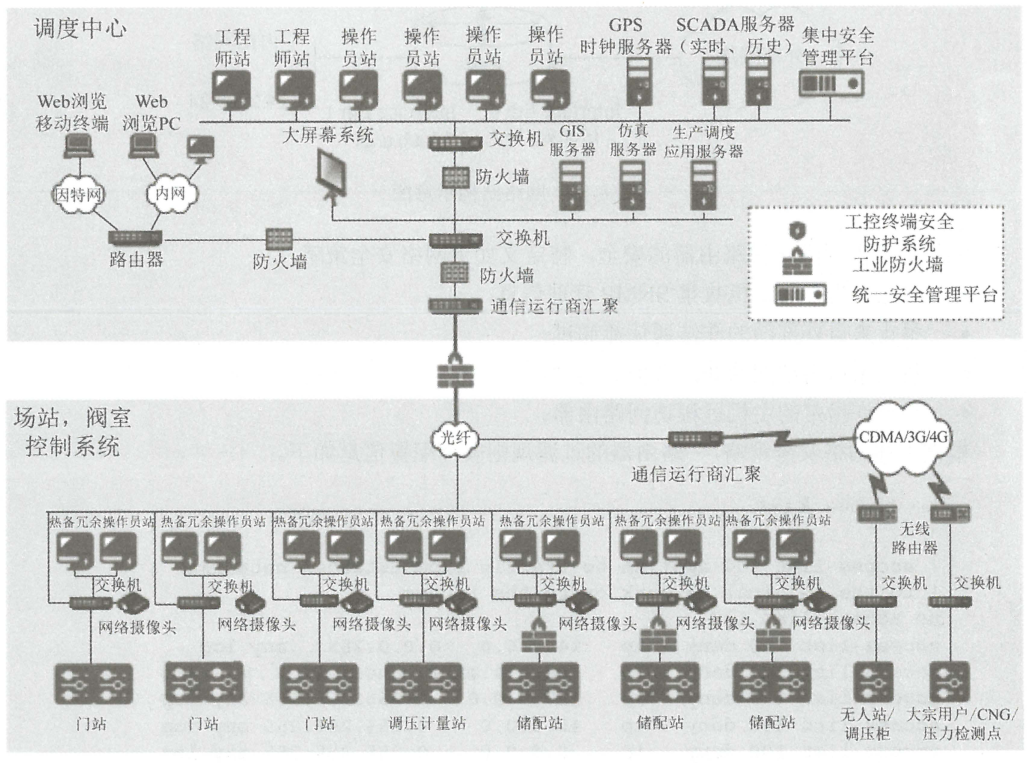 调度中心
工程
师站
工程
师站
操作
员站
操作
员站
操作
员站
操作
员站
GPS
时钟服务器
SCADA服务器
（实时、历史）
集中安全
管理平台
Web浏览
移动终端
Web
浏览PC
大屏幕系统
交换机
GIS
服务器
仿真
服务器
生产调度
应用服务器
防火墙
因特网
内网
路由器
防火墙
交换机
防火墙
通信运行商汇聚
工控终端安全
防护系统
工业防火墙
统一安全管理平台
场站，阀室
控制系统
光纤
通信运行商汇聚
CDMA/3G/4G
无线
路由器
热备冗余操作员站
热备冗余操作员站
热备冗余操作员站
热备冗余操作员站
热备冗余操作员站
热备冗余操作员站
热备冗余操作员站
交换机
交换机
交换机
交换机
交换机
交换机
交换机
交换机
交换机
网络摄像头
网络摄像头
网络摄像头
网络摄像头
网络摄像头
网络摄像头
网络摄像头
门站
门站
门站
调压计量站
储配站
储配站
储配站
无人站/
调压柜
大宗用户/CNG/
压力检测点